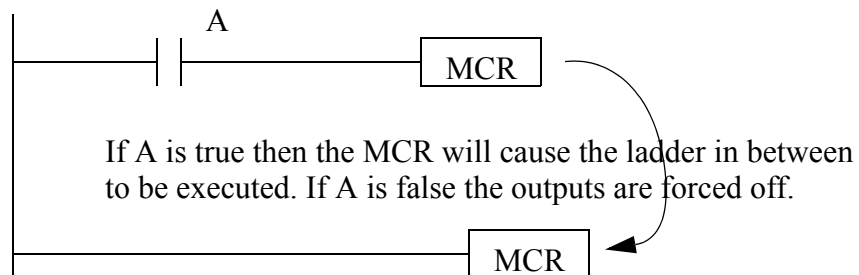 A
MCR
If A is true then the MCR will cause the ladder in between
to be executed. If A is false the outputs are forced off.
MCR